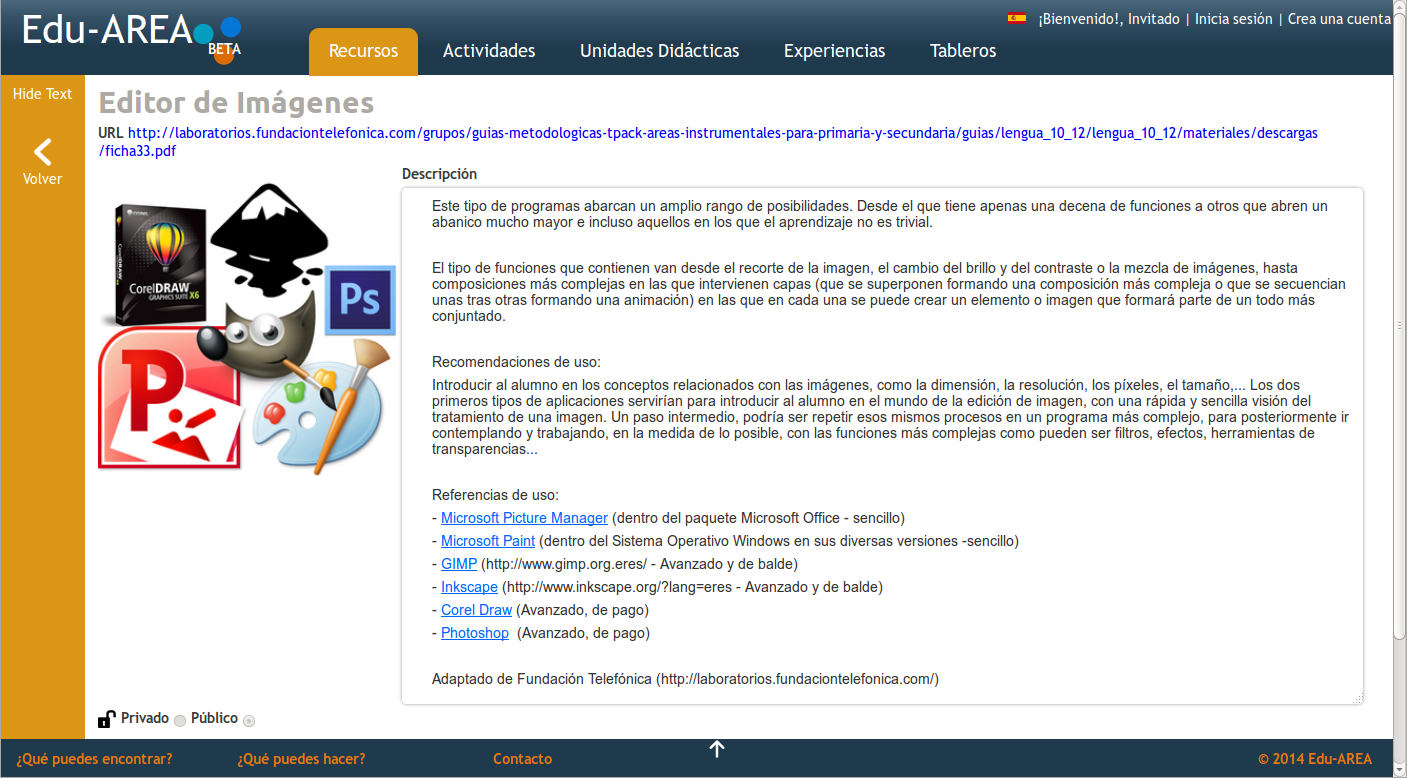 Edu-AREA
BETA
¡Bienvenido!, Invitado | Inicia sesión | Crea una cuenta
Recursos
Actividades
Unidades Didácticas
Experiencias
Tableros
Hide Text
Volver
Editor de Imágenes
URL http://laboratorios.fundaciontelefonica.com/grupos/guias-metodologicas-tpack-areas-instrumentales-para-primaria-y-secundaria/guias/lengua_10_12/lengua_10_12/materiales/descargas
/ficha33.pdf
CorelDRAW
GRAPHICS SUITE X6
Ps
P
Descripción
Este tipo de programas abarcan un amplio rango de posibilidades. Desde el que tiene apenas una decena de funciones a otros que abren un
abanico mucho mayor e incluso aquellos en los que el aprendizaje no es trivial.
El tipo de funciones que contienen van desde el recorte de la imagen, el cambio del brillo y del contraste o la mezcla de imágenes, hasta
composiciones más complejas en las que intervienen capas (que se superponen formando una composición más compleja o que se secuencian
unas tras otras formando una animación) en las que en cada una se puede crear un elemento o imagen que formará parte de un todo más
conjuntado.
Recomendaciones de uso:
Introducir al alumno en los conceptos relacionados con las imágenes, como la dimensión, la resolución, los píxeles, el tamaño,... Los dos
primeros tipos de aplicaciones servirían para introducir al alumno en el mundo de la edición de imagen, con una rápida y sencilla visión del
tratamiento de una imagen. Un paso intermedio, podría ser repetir esos mismos procesos en un programa más complejo, para posteriormente ir
contemplando y trabajando, en la medida de lo posible, con las funciones más complejas como pueden ser filtros, efectos, herramientas de
transparencias...
Referencias de uso:
- Microsoft Picture Manager (dentro del paquete Microsoft Office - sencillo)
- Microsoft Paint (dentro del Sistema Operativo Windows en sus diversas versiones -sencillo)
- GIMP (http://www.gimp.org.eres/ - Avanzado y de balde)
- Inkscape (http://www.inkscape.org/?lang=eres - Avanzado y de balde)
- Corel Draw (Avanzado, de pago)
- Photoshop (Avanzado, de pago)
Adaptado de Fundación Telefónica (http://laboratorios.fundaciontelefonica.com/)
Privado
Público
¿Qué puedes encontrar?
¿Qué puedes hacer?
Contacto
© 2014 Edu-AREA